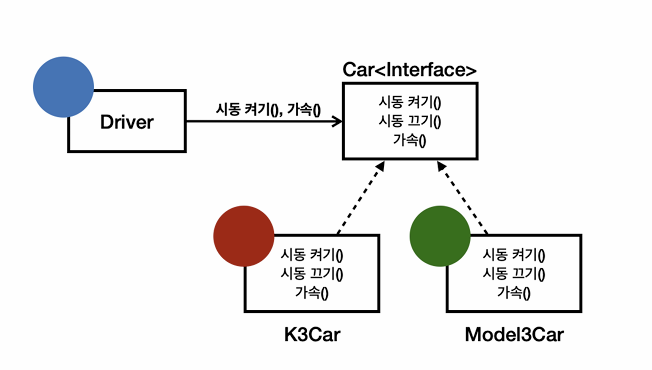 Car<Interface>
Driver
시동 켜기(), 가속()
시동 켜기()
시동 끄기()
가속()
시동 켜기()
시동 끄기()
가속()
K3Car
시동 켜기()
시동 끄기()
가속()
Model3Car